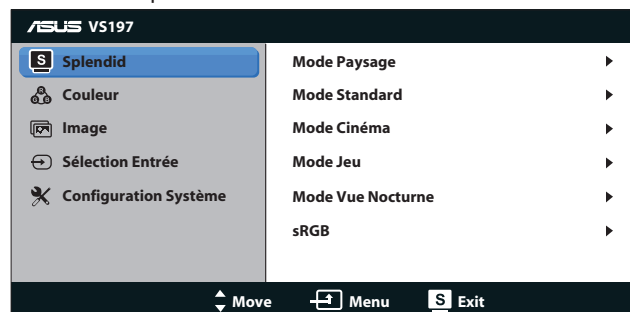 ASUS VS197
S Splendid
Couleur
Image
Sélection Entrée
Configuration Système
Mode Paysage
Mode Standard
Mode Cinéma
Mode Jeu
Mode Vue Nocturne
sRGB
Move Menu S Exit